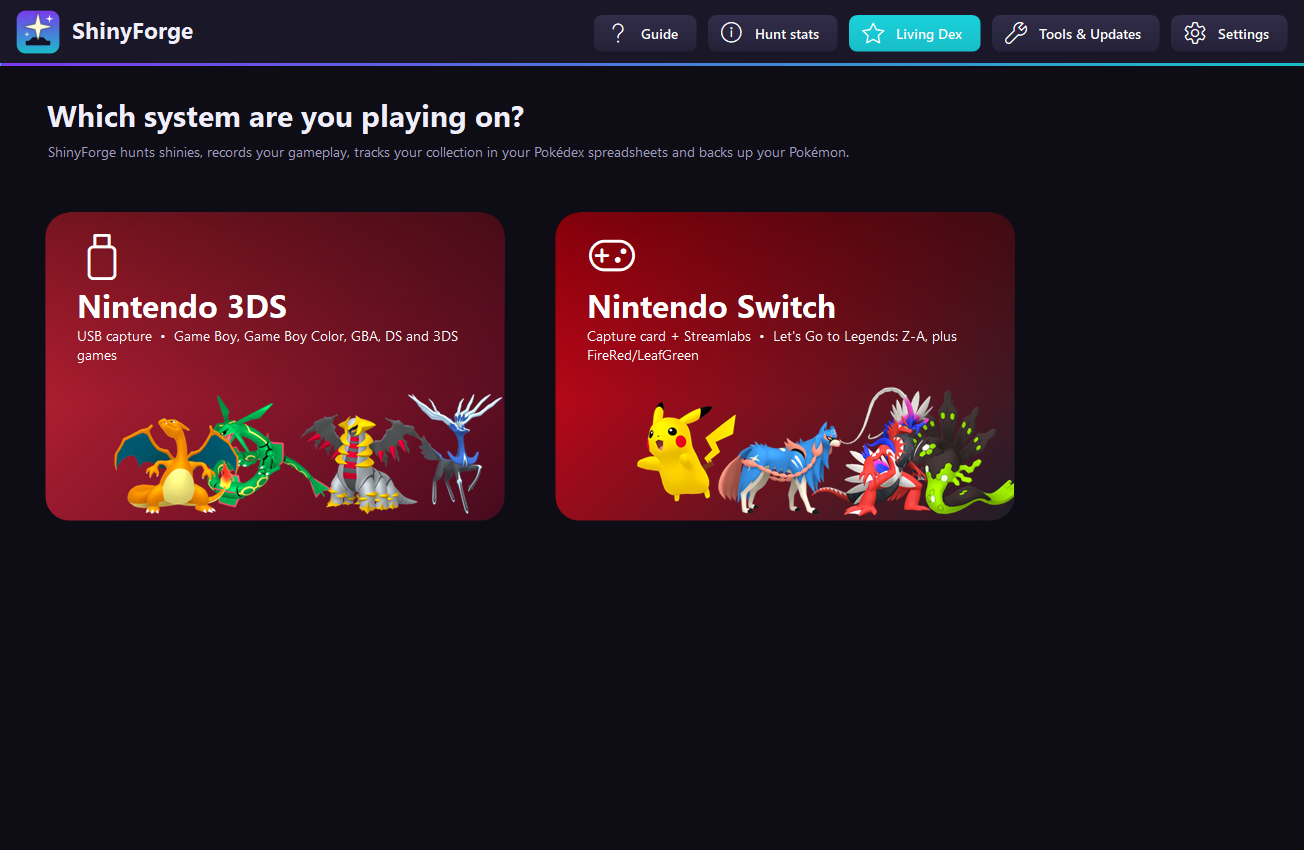 ShinyForge
Guide
Hunt stats
Living Dex
Tools & Updates
Settings
Which system are you playing on?
ShinyForge hunts shinies, records your gameplay, tracks your collection in your Pokédex spreadsheets and backs up your Pokémon.
Nintendo 3DS
USB capture • Game Boy, Game Boy Color, GBA, DS and 3DS
games
Nintendo Switch
Capture card + Streamlabs • Let's Go to Legends: Z-A, plus
FireRed/LeafGreen